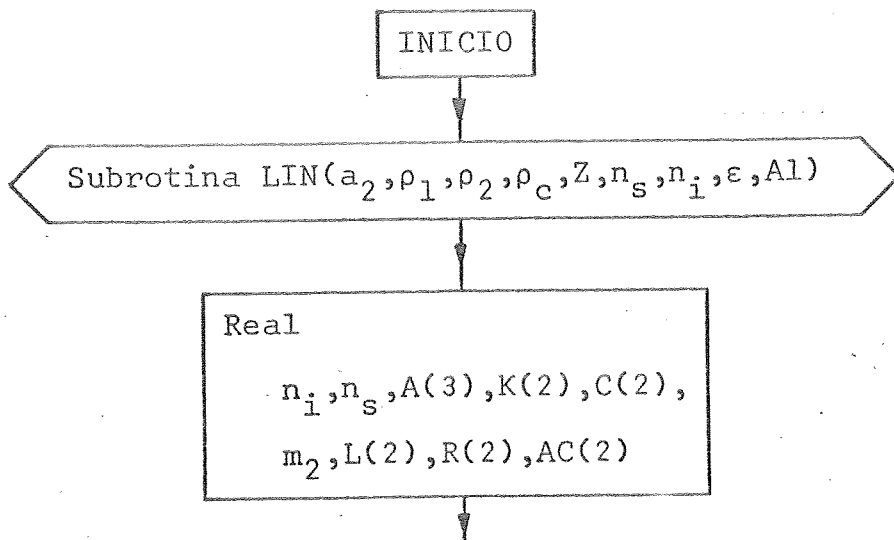 INICIO
Subrotina LIN(a₂,ρ₁,ρ₂,ρc,Z,nₛ,nᵢ,ε,Al)
Real
nᵢ,nₛ,A(3),K(2),C(2),
m₂,L(2),R(2),AC(2)